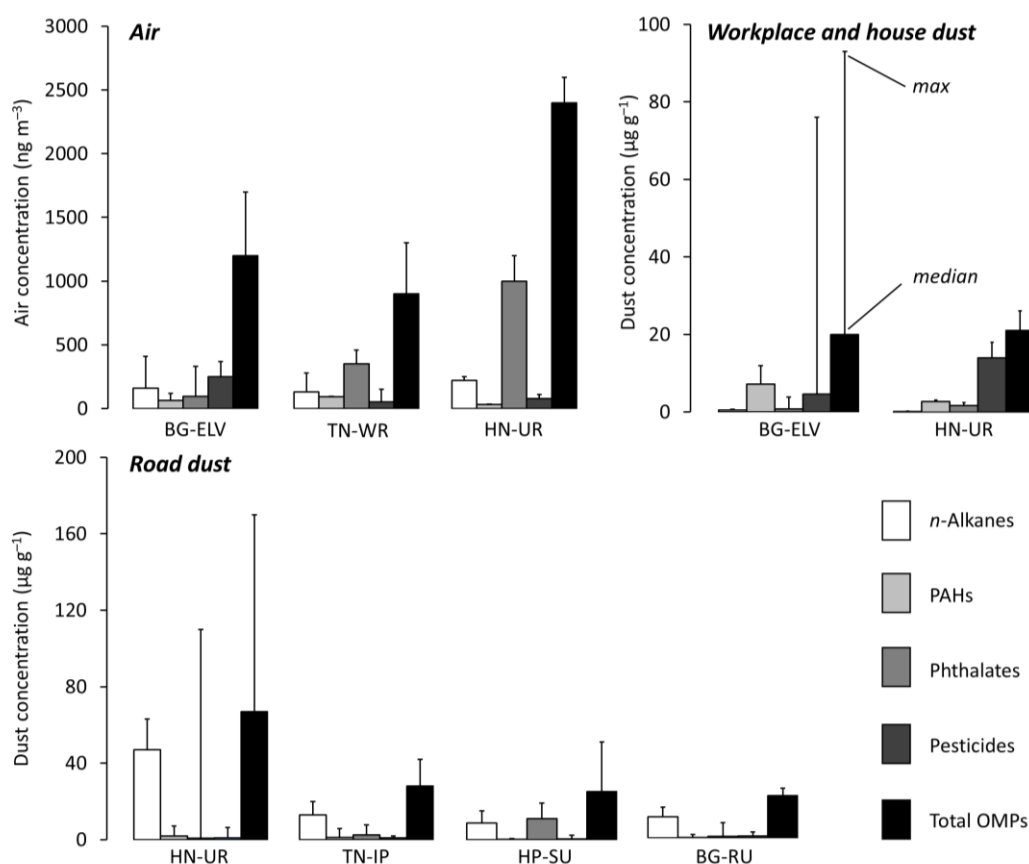 Air
Air concentration (ng m⁻³)
3000
2500
2000
1500
1000
500
0
BG-ELV
TN-WR
HN-UR
Workplace and house dust
Dust concentration (µg g⁻¹)
100
80
60
40
20
0
max
median
BG-ELV
HN-UR
Road dust
Dust concentration (µg g⁻¹)
200
160
120
80
40
0
HN-UR
TN-IP
HP-SU
BG-RU
n-Alkanes
PAHs
Phthalates
Pesticides
Total OMPs